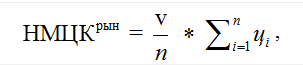 НМЦК^рын = v/n * ∑_{i=1}^{n} ц_i ,